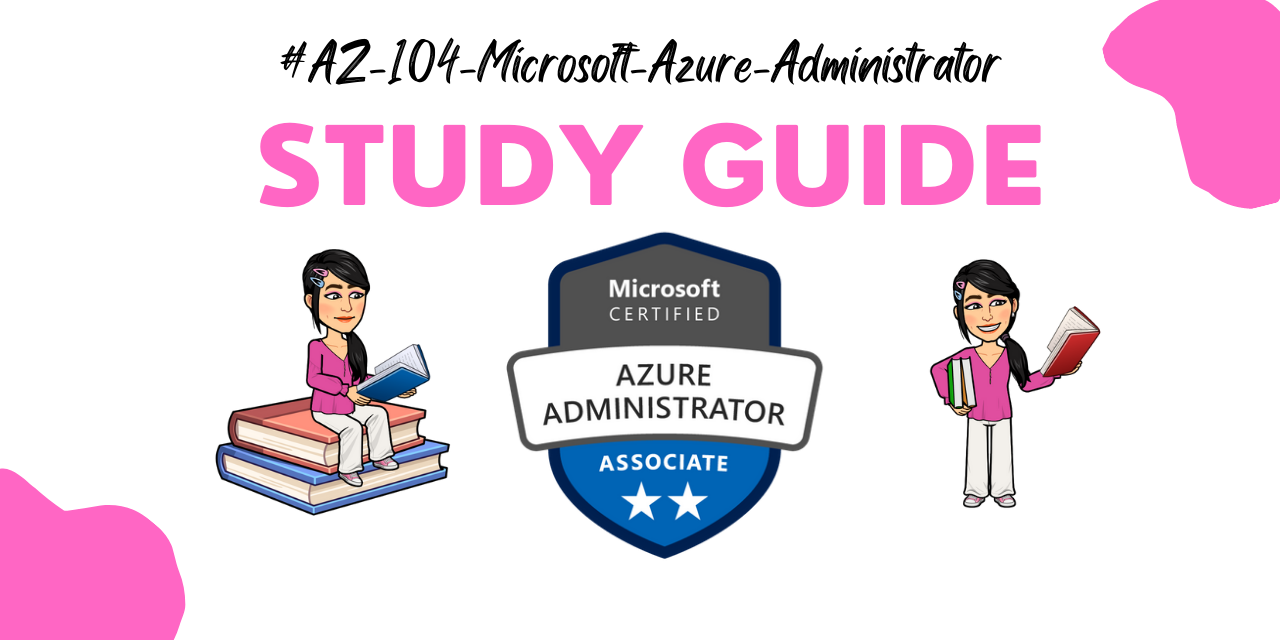 #AZ-104-Microsoft-Azure-Administrator
STUDY GUIDE
Microsoft
CERTIFIED
AZURE
ADMINISTRATOR
ASSOCIATE